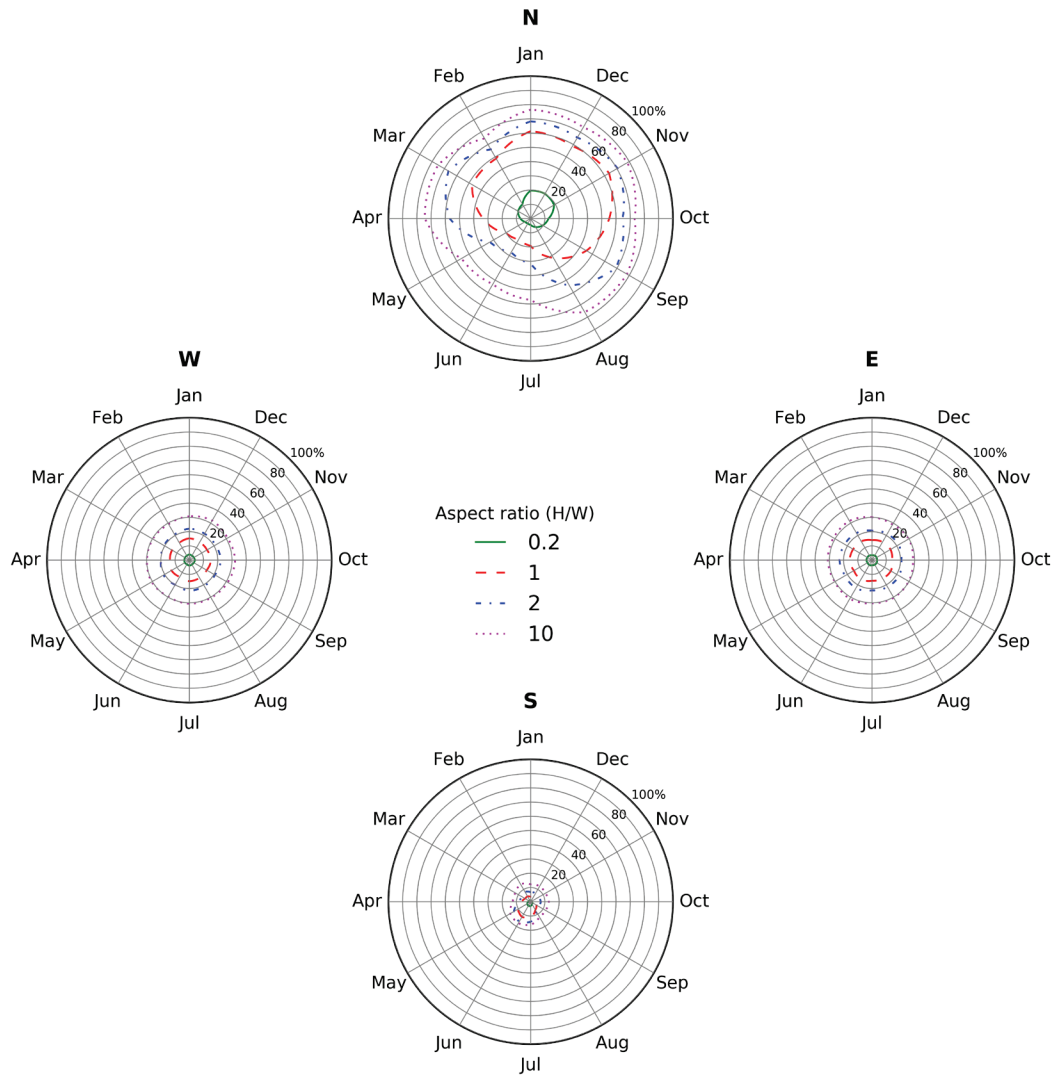 N
Jan
Feb
Dec
100%
Mar
80
Nov
60
40
20
Apr
Oct
May
Sep
Jun
Aug
Jul
W
Jan
Feb
Dec
100%
Mar
80
Nov
60
40
20
Apr
Oct
May
Sep
Jun
Aug
Jul
Aspect ratio (H/W)
0.2
1
2
10
E
Jan
Feb
Dec
100%
Mar
80
Nov
60
40
20
Apr
Oct
May
Sep
Jun
Aug
Jul
S
Jan
Feb
Dec
100%
Mar
80
Nov
60
40
20
Apr
Oct
May
Sep
Jun
Aug
Jul